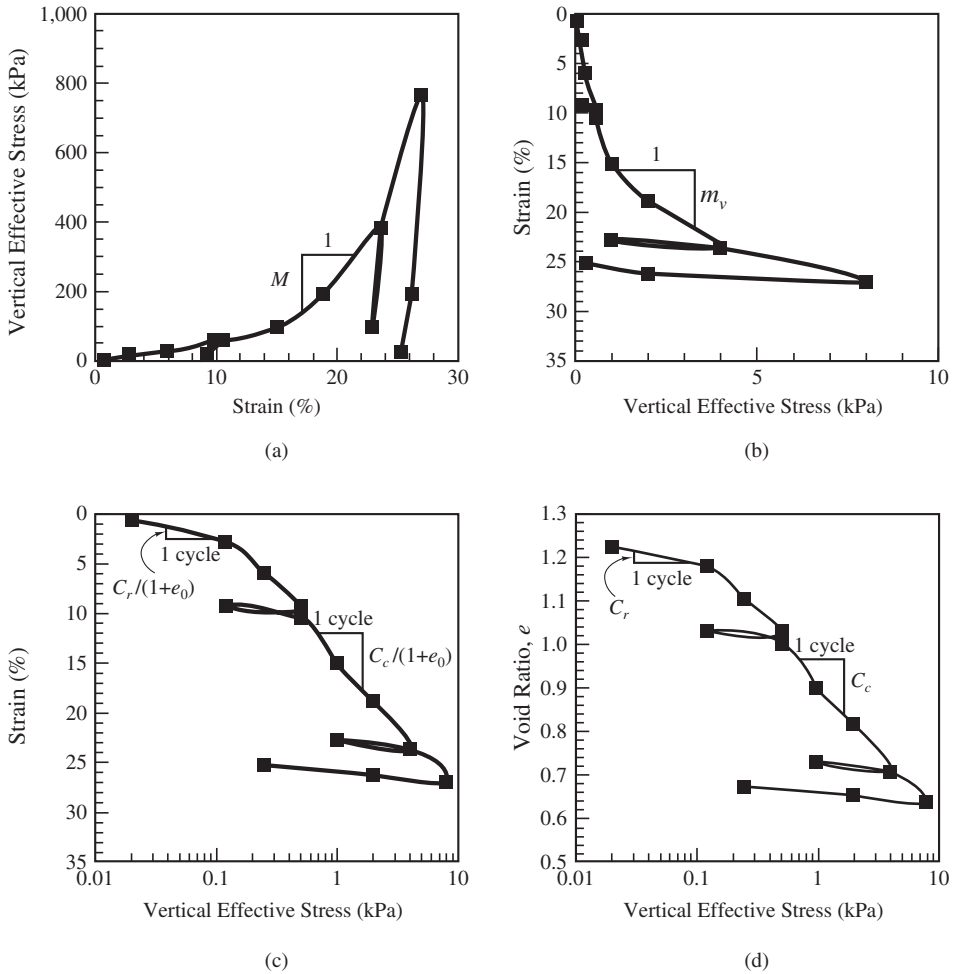 1,000
800
600
400
200
0
Vertical Effective Stress (kPa)
M
1
0
10
20
30
Strain (%)
(a)
0
5
10
15
20
25
30
35
Strain (%)
1
m_v
0
5
10
Vertical Effective Stress (kPa)
(b)
0
5
10
15
20
25
30
35
Strain (%)
1 cycle
C_r/(1+e_0)
1 cycle
C_c/(1+e_0)
0.01
0.1
1
10
Vertical Effective Stress (kPa)
(c)
1.3
1.2
1.1
1.0
0.9
0.8
0.7
0.6
0.5
Void Ratio, e
1 cycle
C_r
1 cycle
C_c
0.01
0.1
1
10
Vertical Effective Stress (kPa)
(d)